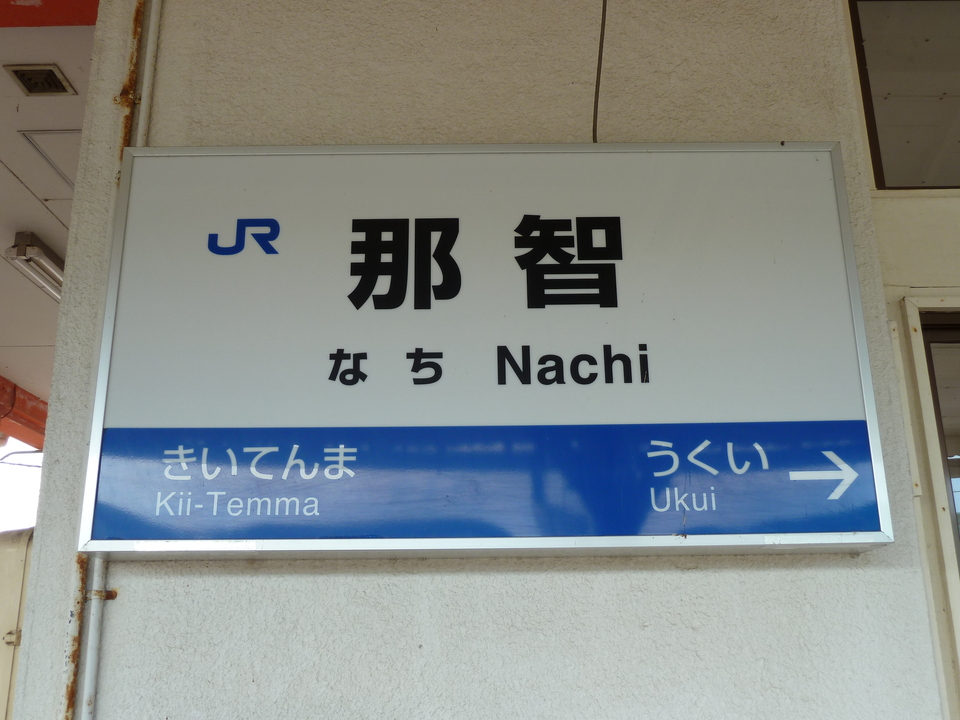 JR 那智
なち Nachi
きいてんま うくい →
Kii-Temma Ukui